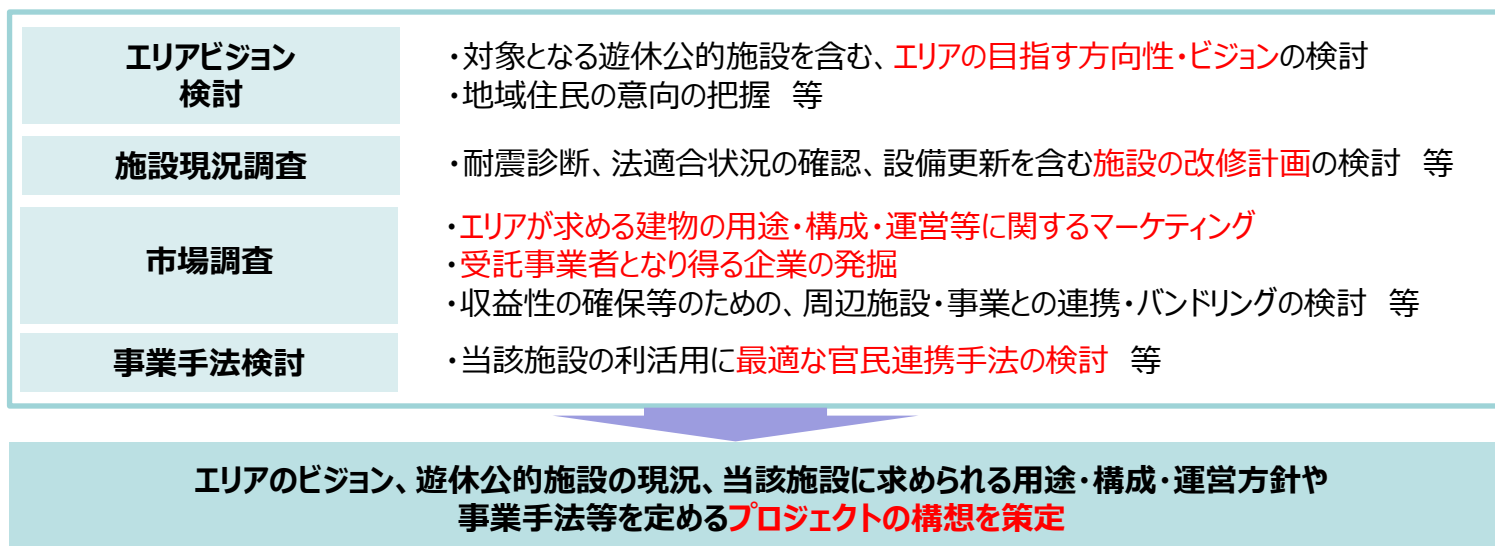 エリアビジョン
検討
・対象となる遊休公的施設を含む、エリアの目指す方向性・ビジョンの検討
・地域住民の意向の把握　等
施設現況調査
・耐震診断、法適合状況の確認、設備更新を含む施設の改修計画の検討　等
市場調査
・エリアが求める建物の用途・構成・運営等に関するマーケティング
・受託事業者となり得る企業の発掘
・収益性の確保等のための、周辺施設・事業との連携・バンドリングの検討　等
事業手法検討
・当該施設の利活用に最適な官民連携手法の検討　等
エリアのビジョン、遊休公的施設の現況、当該施設に求められる用途・構成・運営方針や
事業手法等を定めるプロジェクトの構想を策定